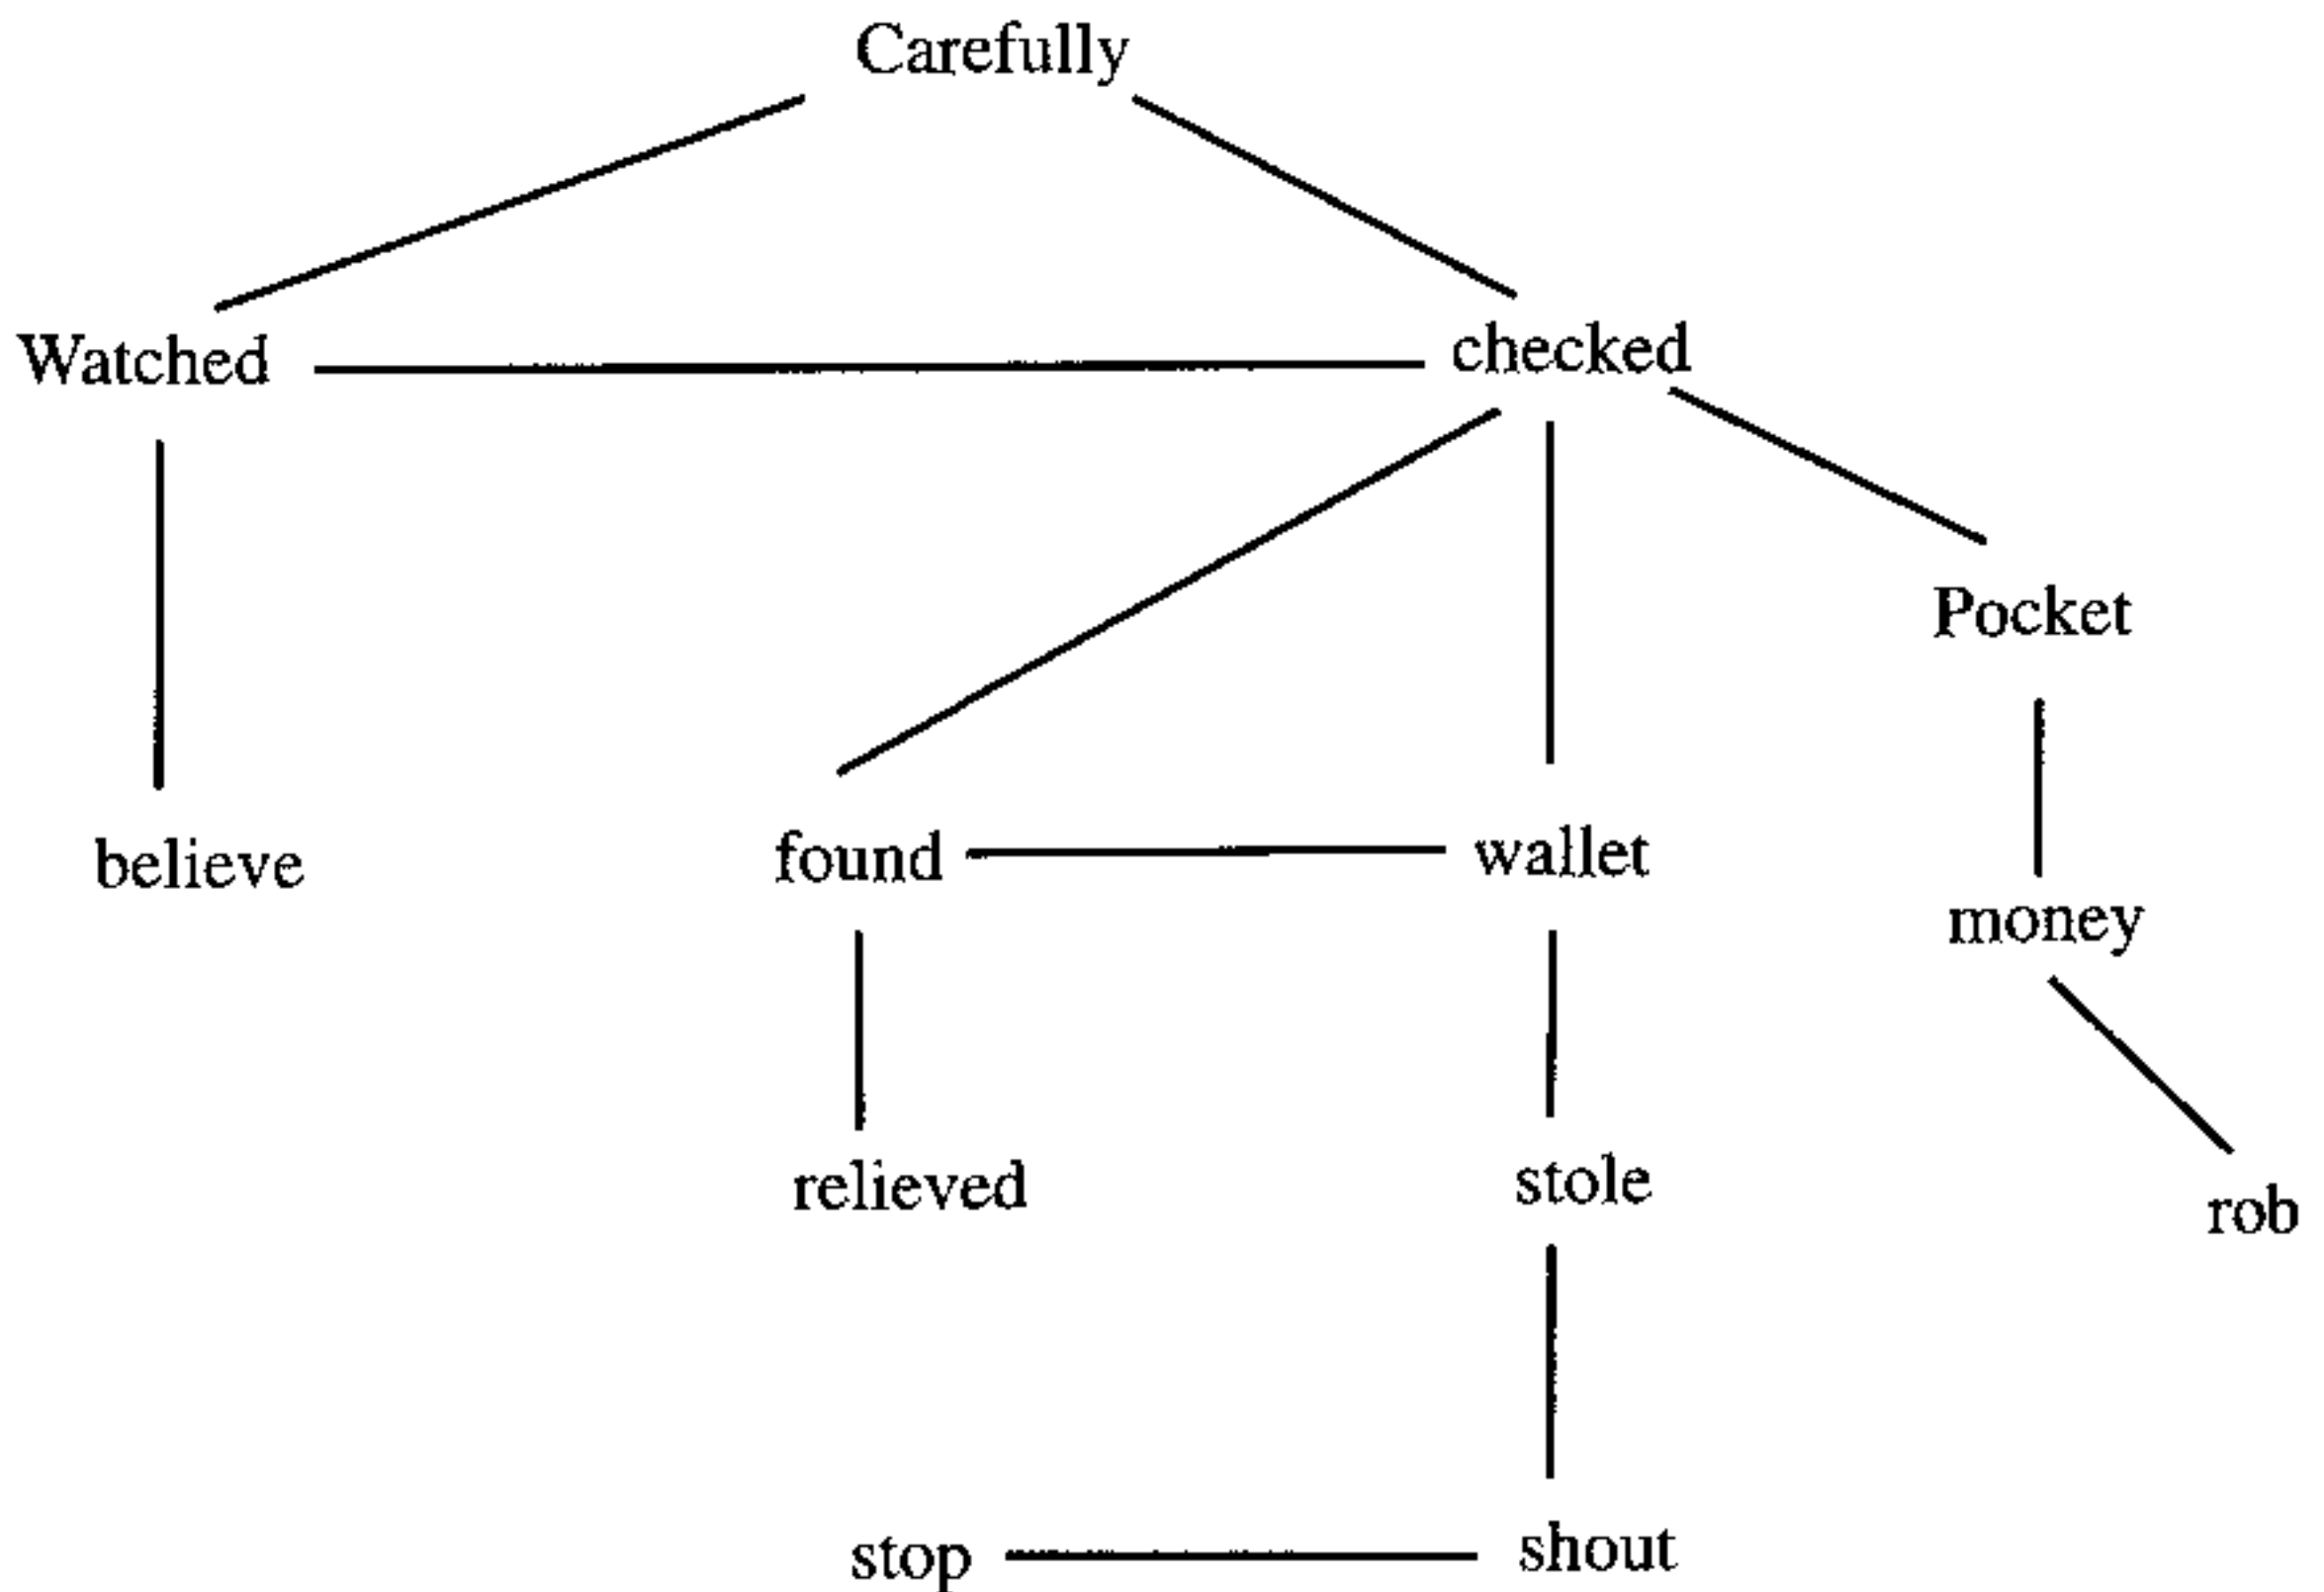 Carefully
Watched checked
Pocket
believe found wallet
money
relieved stole
rob
stop shout